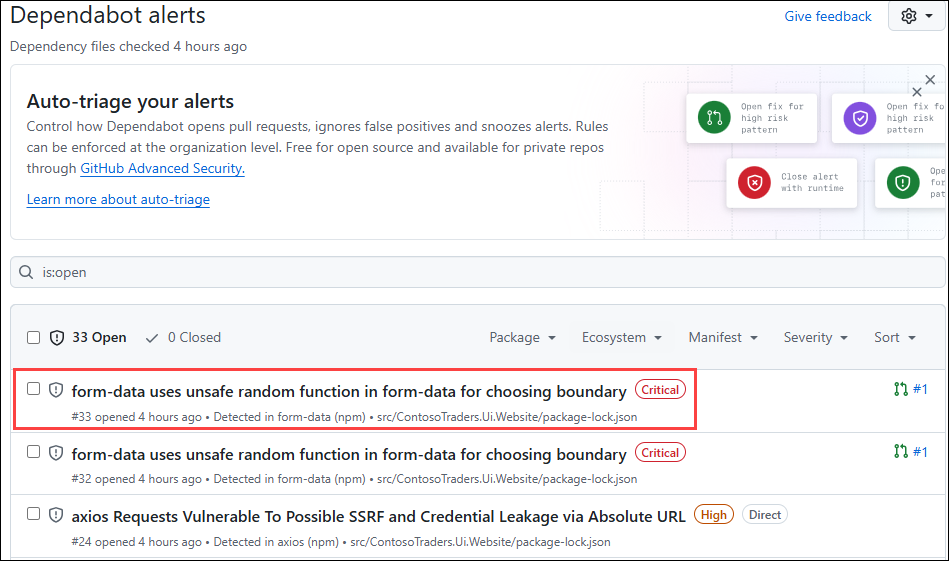 Dependabot alerts
Give feedback
Dependency files checked 4 hours ago
Auto-triage your alerts
Control how Dependabot opens pull requests, ignores false positives and snoozes alerts. Rules
can be enforced at the organization level. Free for open source and available for private repos
through GitHub Advanced Security.
Learn more about auto-triage
Open fix for
high risk
pattern
Open fix for
high risk
pattern
Close alert
with runtime
is:open
33 Open
0 Closed
Package
Ecosystem
Manifest
Severity
Sort
form-data uses unsafe random function in form-data for choosing boundary Critical
#1
#33 opened 4 hours ago • Detected in form-data (npm) • src/ContosoTraders.Ui.Website/package-lock.json
form-data uses unsafe random function in form-data for choosing boundary Critical
#1
#32 opened 4 hours ago • Detected in form-data (npm) • src/ContosoTraders.Ui.Website/package-lock.json
axios Requests Vulnerable To Possible SSRF and Credential Leakage via Absolute URL High Direct
#24 opened 4 hours ago • Detected in axios (npm) • src/ContosoTraders.Ui.Website/package-lock.json